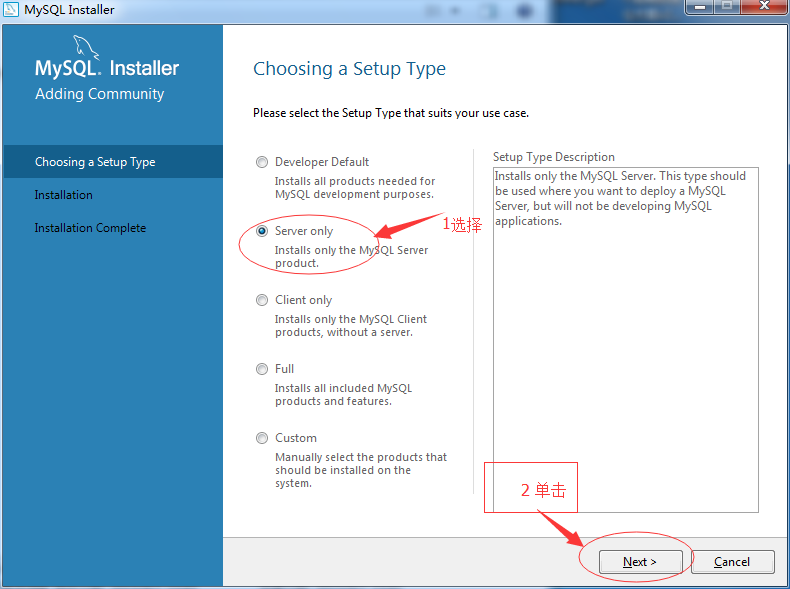 MySQL Installer
MySQL. Installer
Adding Community
Choosing a Setup Type
Installation
Installation Complete
Choosing a Setup Type
Please select the Setup Type that suits your use case.
Developer Default
Installs all products needed for
MySQL development purposes.
Server only
Installs only the MySQL Server
product.
1选择
Client only
Installs only the MySQL Client
products, without a server.
Full
Installs all included MySQL
products and features.
Custom
Manually select the products that
should be installed on the
system.
Setup Type Description
Installs only the MySQL Server. This type should
be used where you want to deploy a MySQL
Server, but will not be developing MySQL
applications.
2 单击
Next >
Cancel